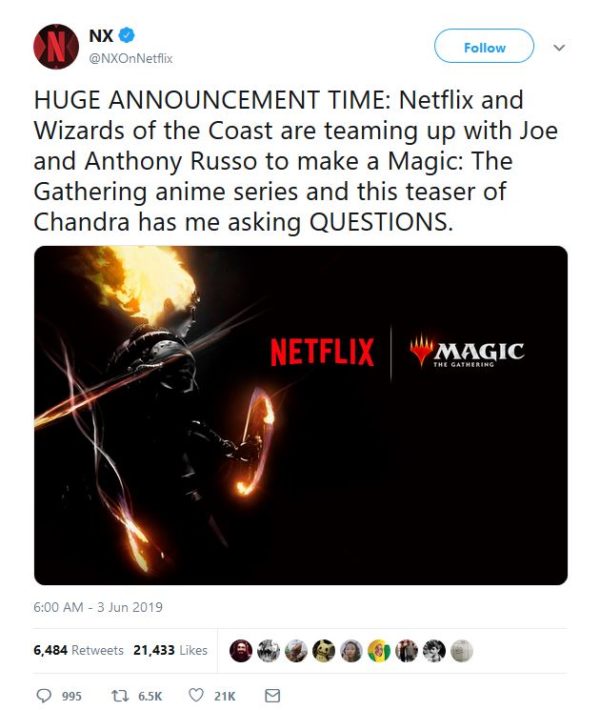 NX
@NXOnNetflix
Follow
HUGE ANNOUNCEMENT TIME: Netflix and
Wizards of the Coast are teaming up with Joe
and Anthony Russo to make a Magic: The
Gathering anime series and this teaser of
Chandra has me asking QUESTIONS.
NETFLIX
MAGIC
THE GATHERING
6:00 AM - 3 Jun 2019
6,484 Retweets 21,433 Likes
995 6.5K 21K